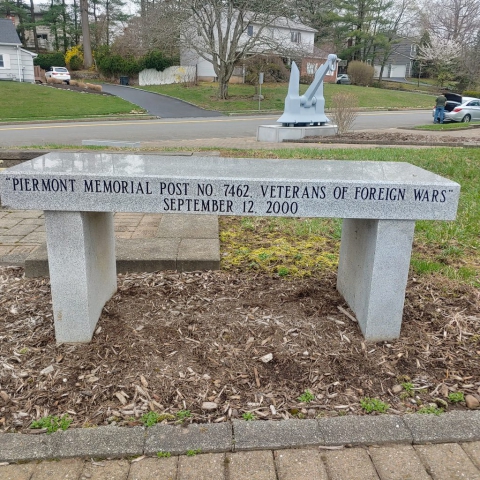 "PIERMONT MEMORIAL POST NO. 7462, VETERANS OF FOREIGN WARS"
SEPTEMBER 12, 2000